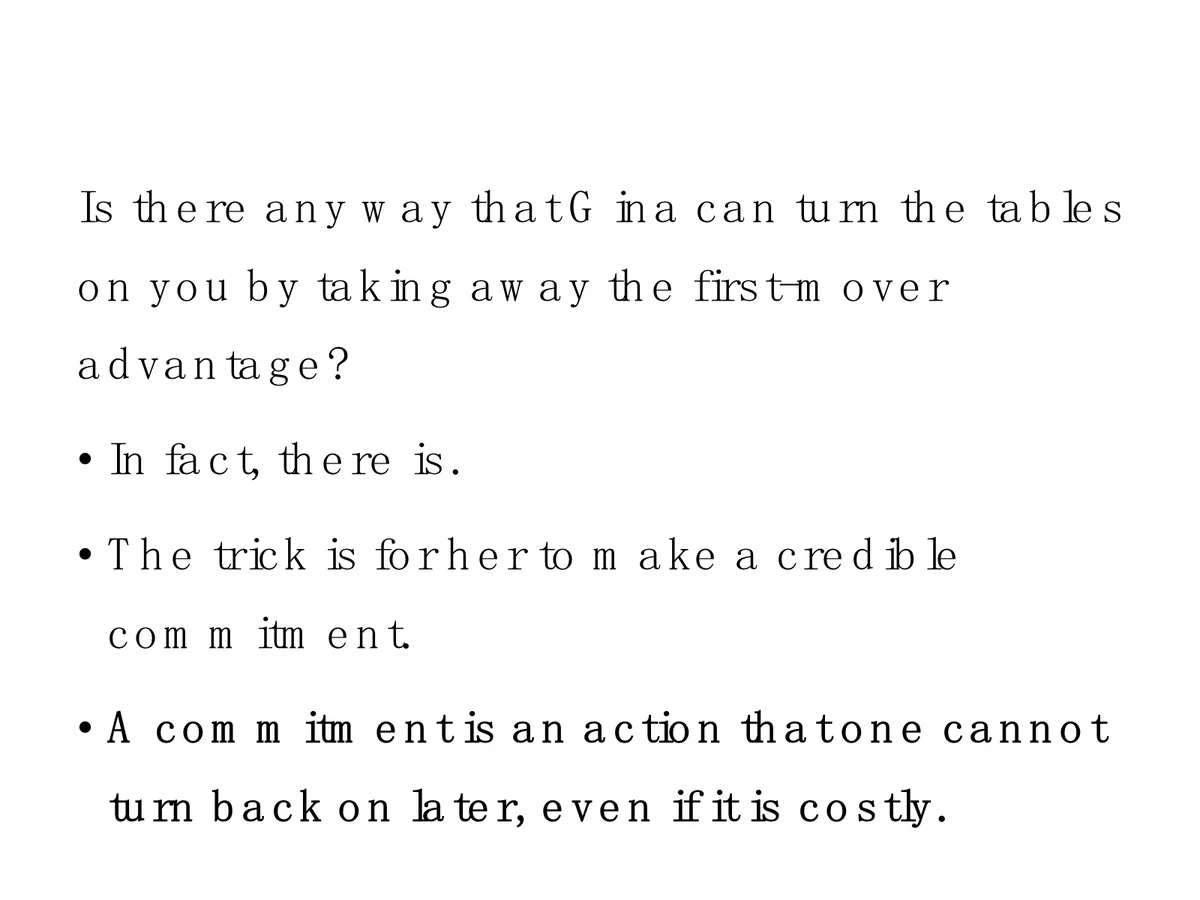 Is there any way that Gina can turn the tables
on you by taking away the first-mover
advantage?
• In fact, there is.
• The trick is for her to make a credible
commitment.
• A commitment is an action that one cannot
turn back on later, even if it is costly.